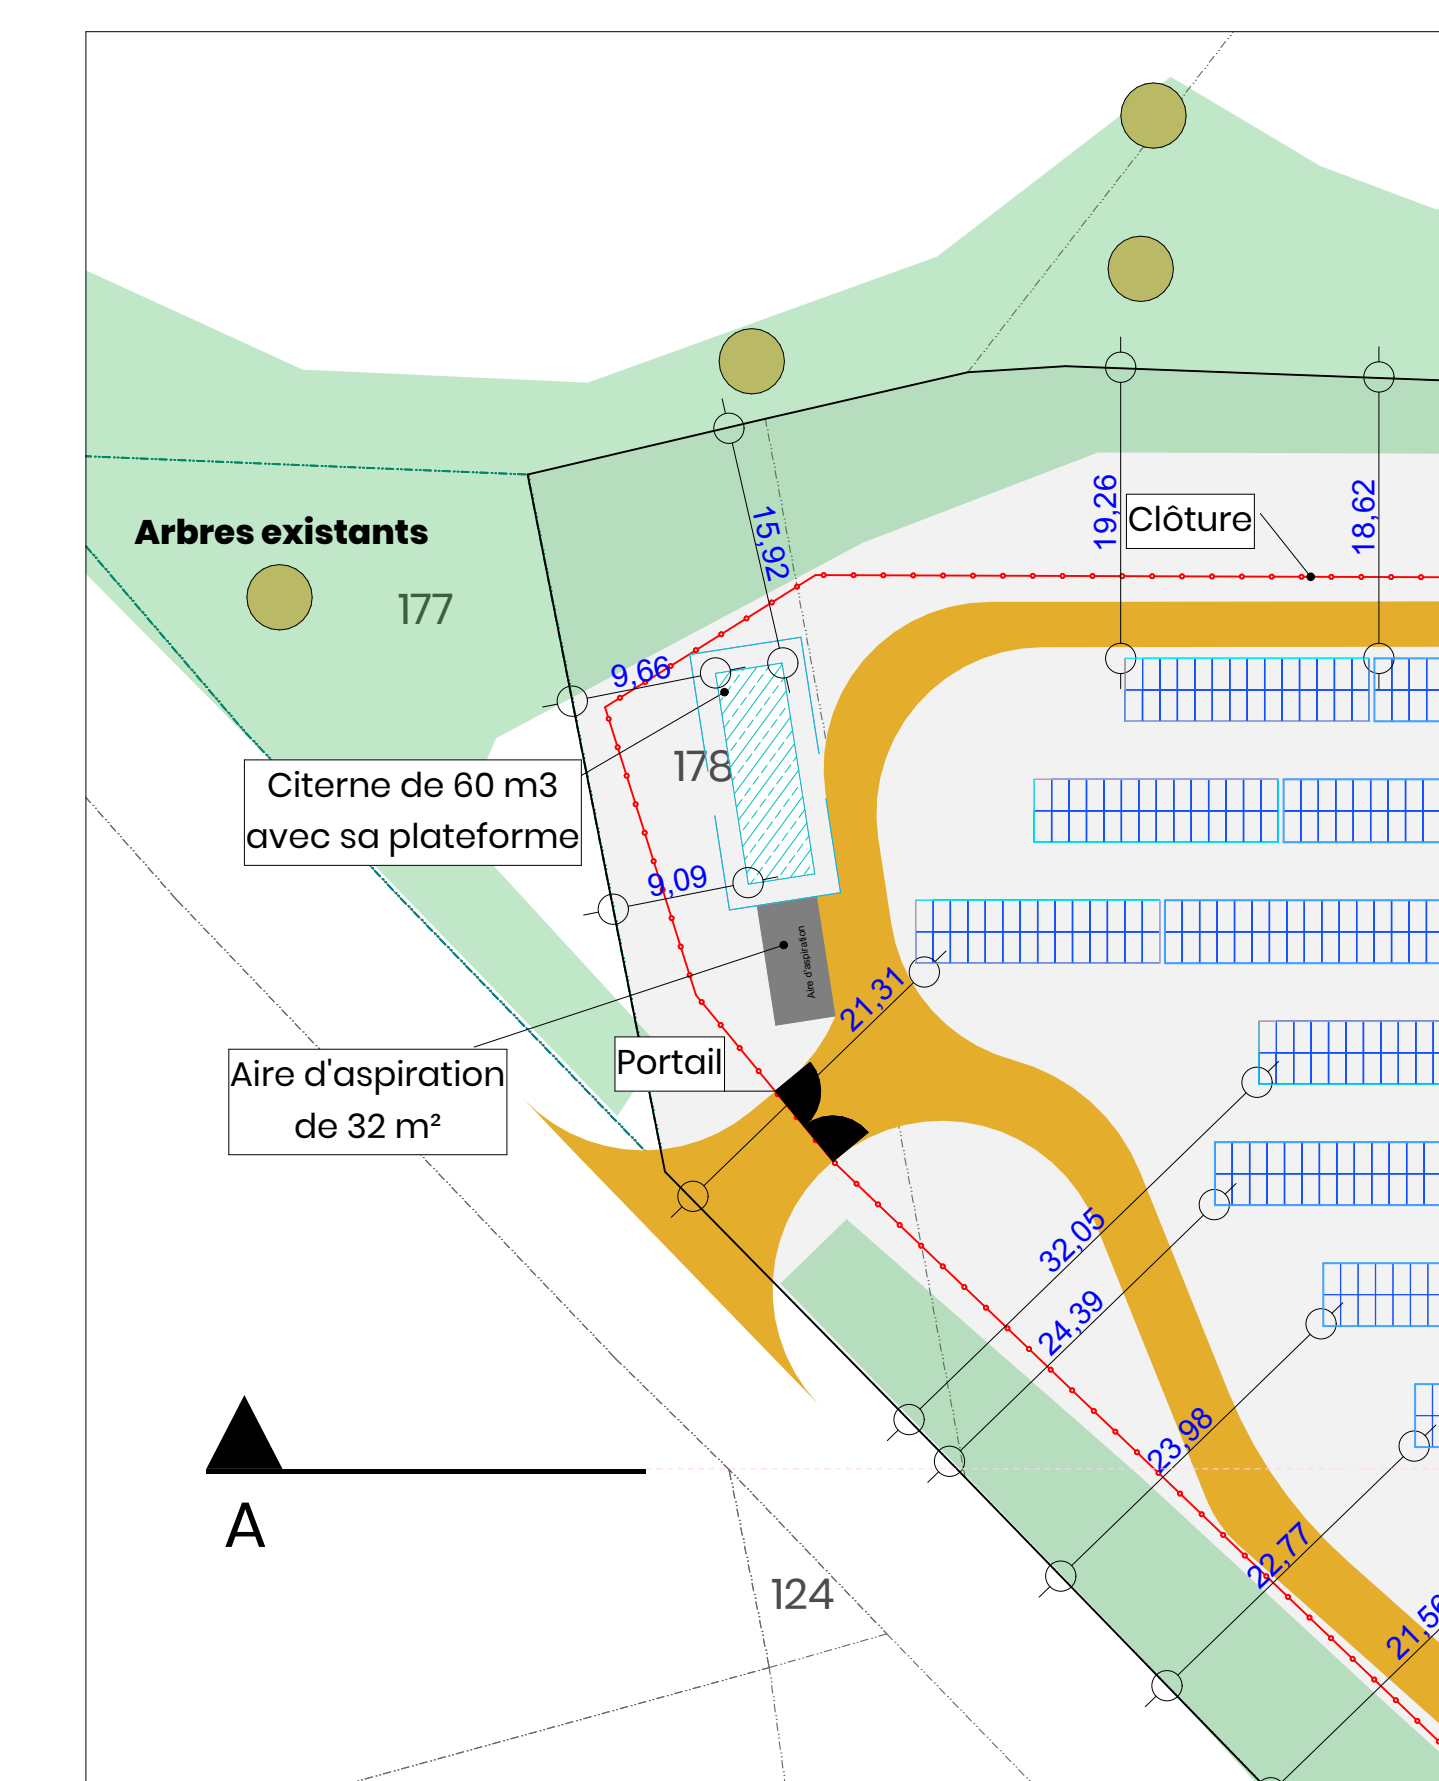 15,92
19,26
Clôture
18,62
Arbres existants
177
9,66
178
Citerne de 60 m3
avec sa plateforme
9,09
Aire d'aspiration
21,31
Portail
Aire d'aspiration
de 32 m²
32,05
24,39
23,98
A
22,77
124